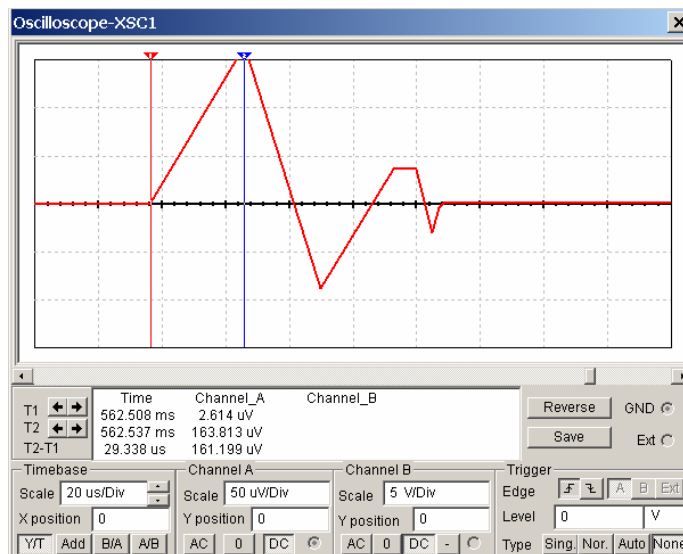 Oscilloscope-XSC1
1 2
Time Channel_A Channel_B
T1 562.508 ms 2.614 uV
T2 562.537 ms 163.813 uV
T2-T1 29.338 us 161.199 uV
Reverse GND
Save Ext
Timebase Channel A Channel B Trigger
Scale 20 us/Div Scale 50 uV/Div Scale 5 V/Div Edge A B Ext
X position 0 Y position 0 Y position 0 Level 0 V
Y/T Add B/A A/B AC 0 DC AC 0 DC - Type Sing. Nor. Auto None